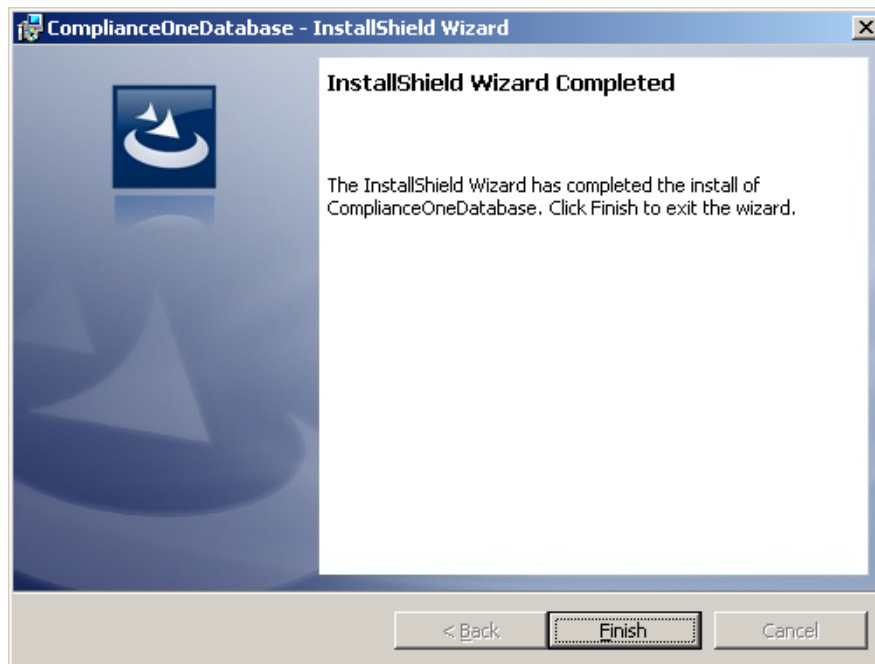 ComplianceOneDatabase - InstallShield Wizard
InstallShield Wizard Completed
The InstallShield Wizard has completed the install of
ComplianceOneDatabase. Click Finish to exit the wizard.
< Back
Finish
Cancel